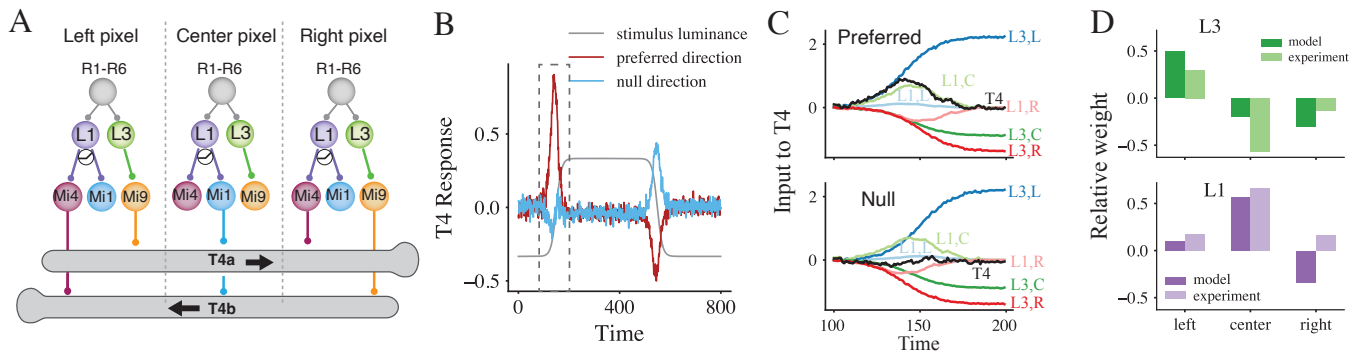 A
Left pixel
Center pixel
Right pixel
R1-R6
R1-R6
R1-R6
L1
L3
L1
L3
L1
L3
Mi4
Mi1
Mi9
Mi4
Mi1
Mi9
Mi4
Mi1
Mi9
T4a
T4b
B
stimulus luminance
preferred direction
null direction
T4 Response
0.5
0.0
−0.5
0
400
800
Time
C
Input to T4
Preferred
2
0
L3,L
L1,C
L1,L
T4
L1,R
L3,C
L3,R
Null
2
0
L3,L
L1,C
L1,L
L1,R
T4
L3,C
L3,R
100
150
200
Time
D
Relative weight
L3
model
experiment
0.5
0.0
−0.5
L1
0.5
0.0
−0.5
model
experiment
left
center
right